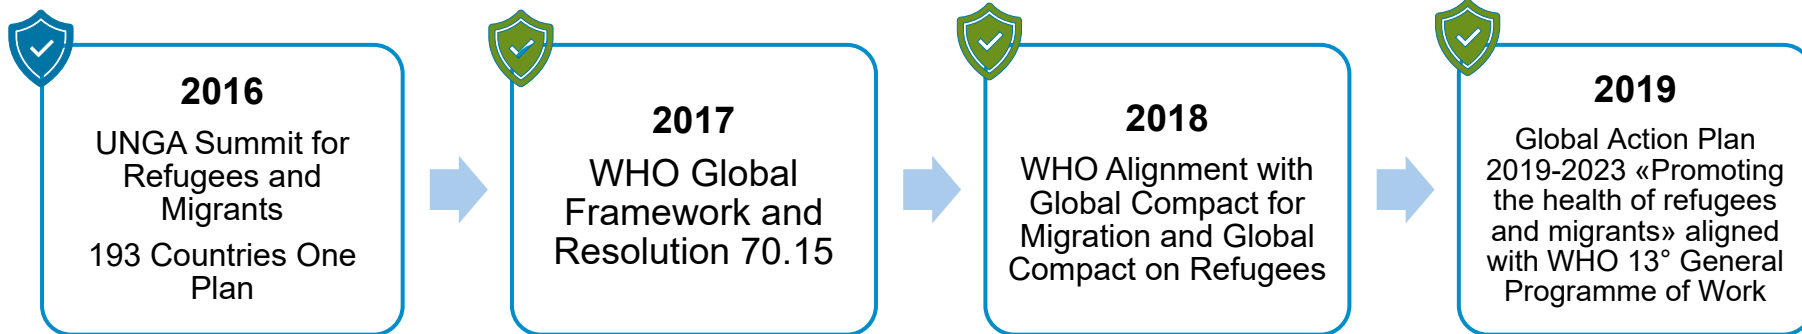 2016
UNGA Summit for
Refugees and
Migrants
193 Countries One
Plan
2017
WHO Global
Framework and
Resolution 70.15
2018
WHO Alignment with
Global Compact for
Migration and Global
Compact on Refugees
2019
Global Action Plan
2019-2023 «Promoting
the health of refugees
and migrants» aligned
with WHO 13° General
Programme of Work